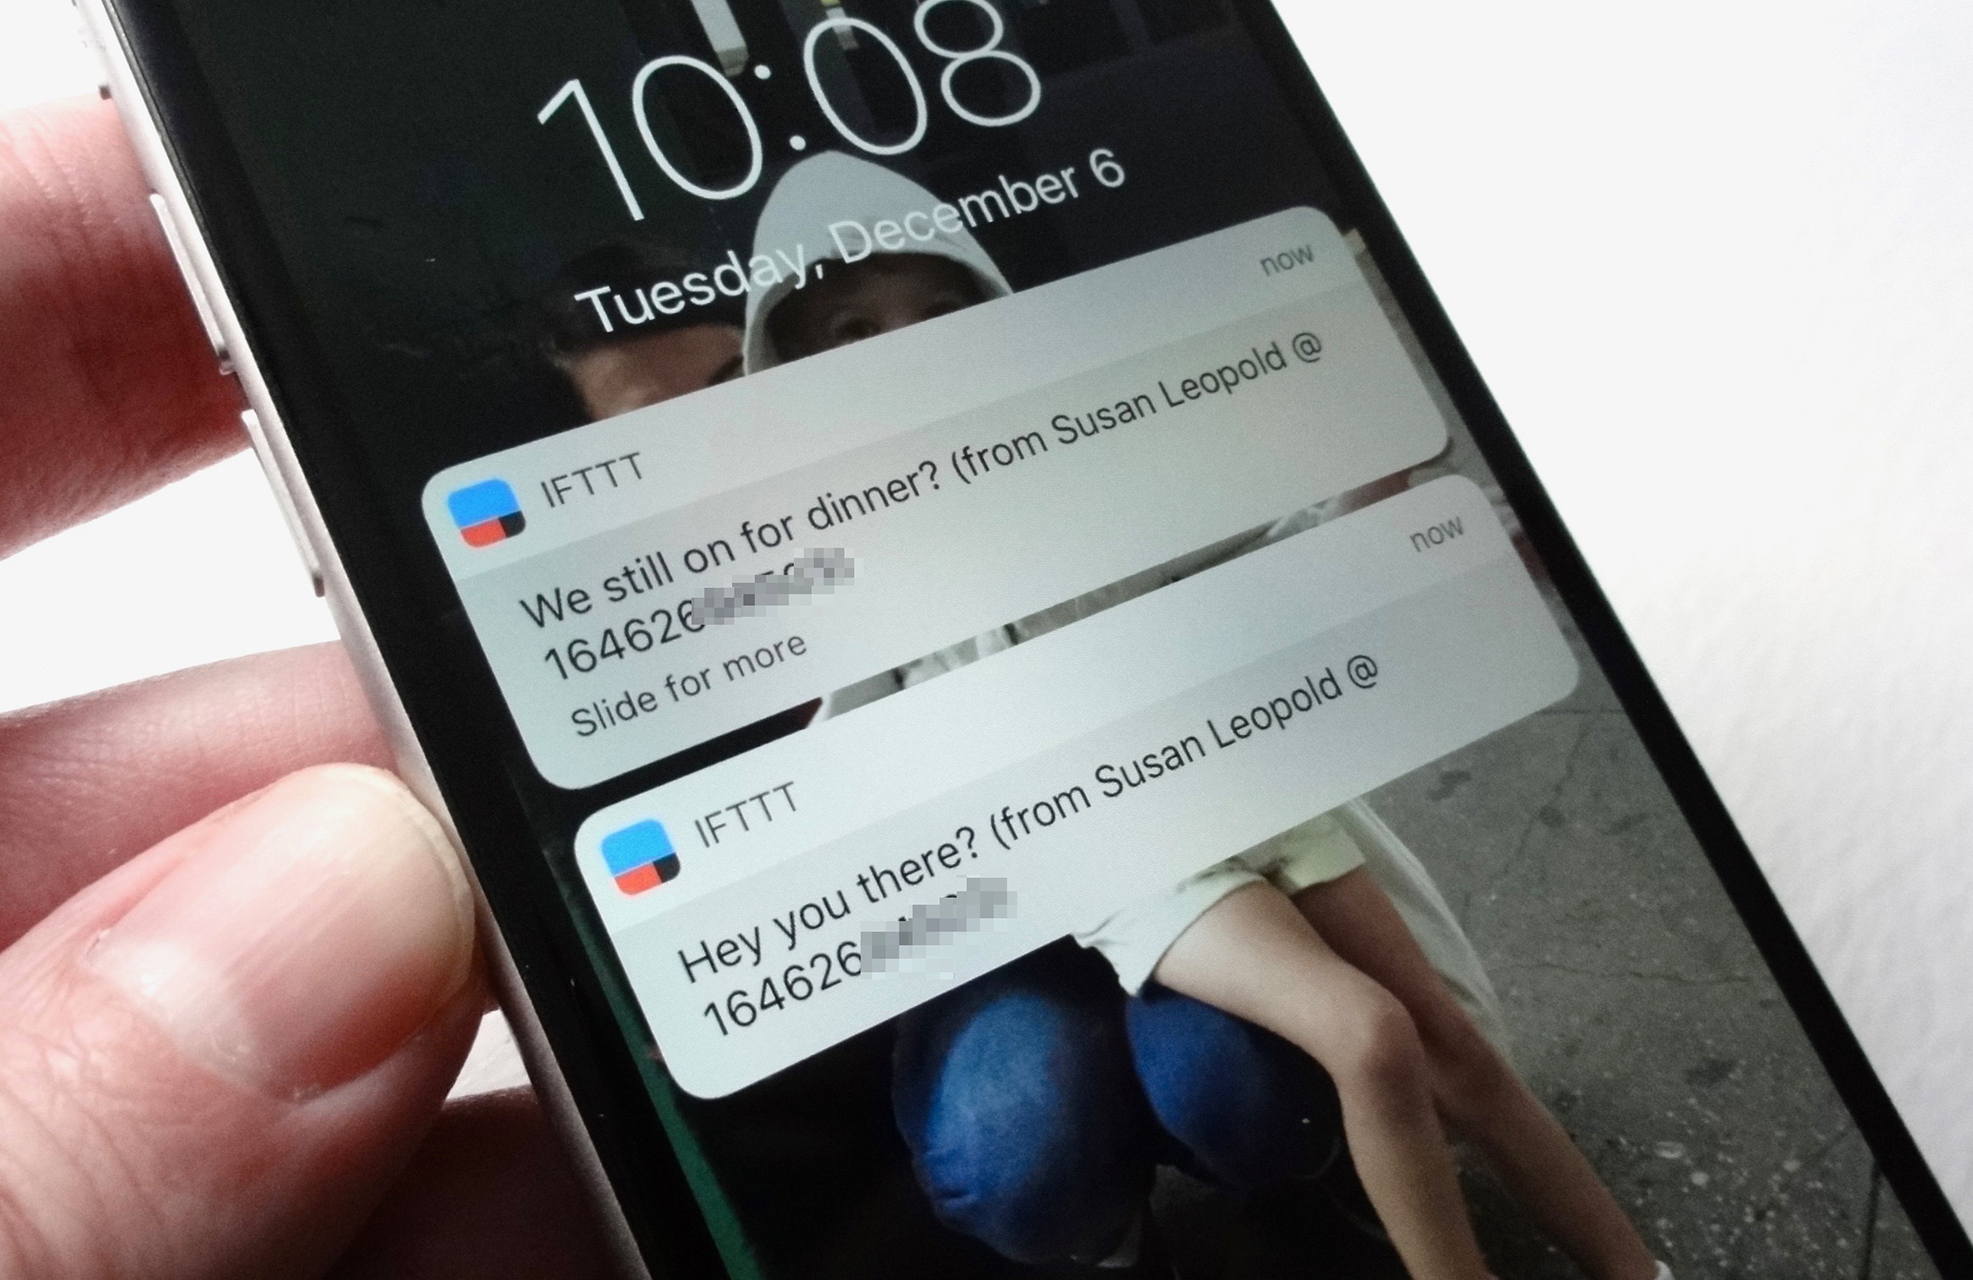 10:08
Tuesday, December 6
IFTTT
now
We still on for dinner? (from Susan Leopold @
164626
Slide for more
IFTTT
now
Hey you there? (from Susan Leopold @
164626